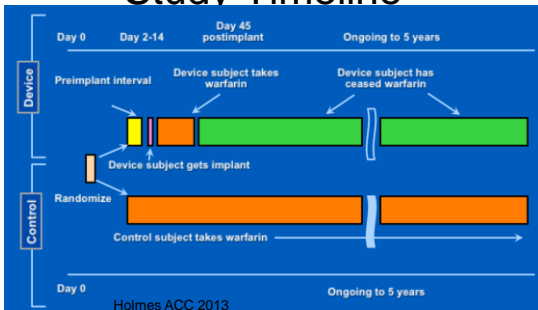 Study Timeline
Day 0
Day 2-14
Day 45
postimplant
Ongoing to 5 years
Device
Preimplant interval
Device subject takes
warfarin
Device subject has
ceased warfarin
Device subject gets implant
Randomize
Control
Control subject takes warfarin
Day 0
Ongoing to 5 years
Holmes ACC 2013